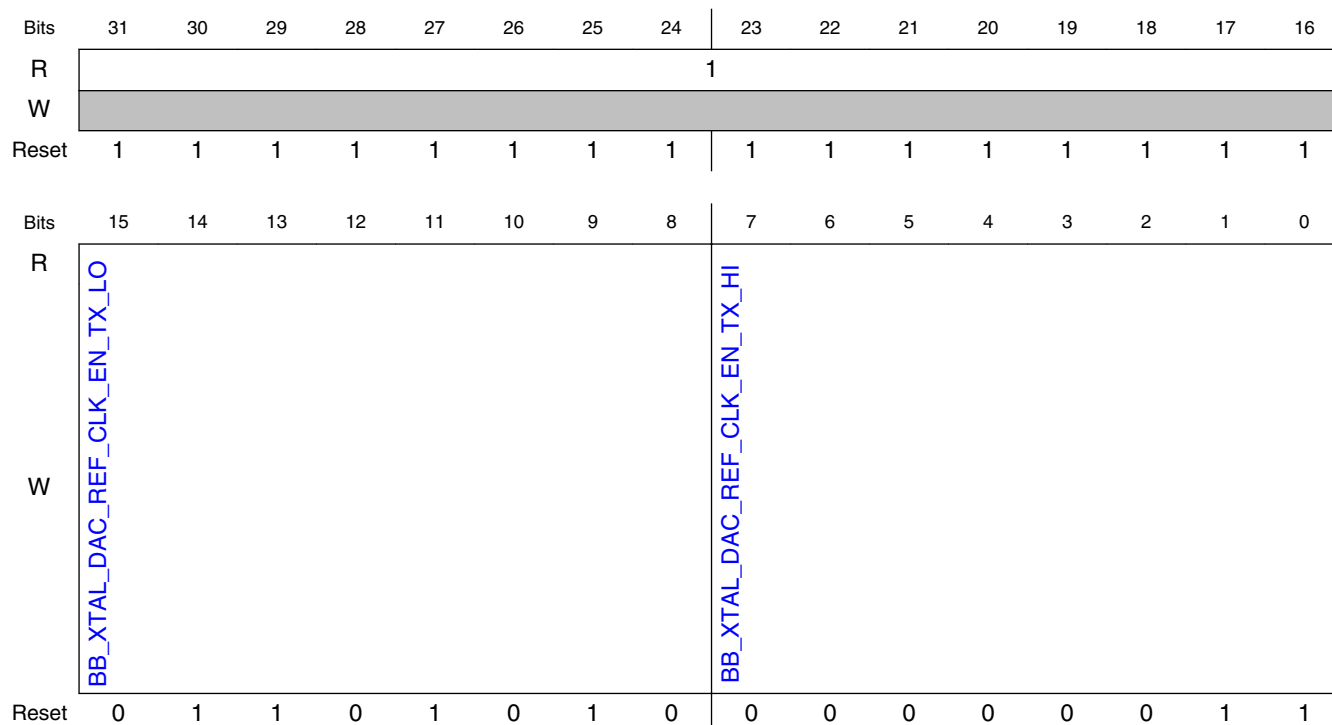 Bits 31 30 29 28 27 26 25 24 23 22 21 20 19 18 17 16
R 1
W
Reset 1 1 1 1 1 1 1 1 1 1 1 1 1 1 1 1
Bits 15 14 13 12 11 10 9 8 7 6 5 4 3 2 1 0
R
BB_XTAL_DAC_REF_CLK_EN_TX_LO
BB_XTAL_DAC_REF_CLK_EN_TX_HI
W
Reset 0 1 1 0 1 0 1 0 0 0 0 0 0 0 1 1